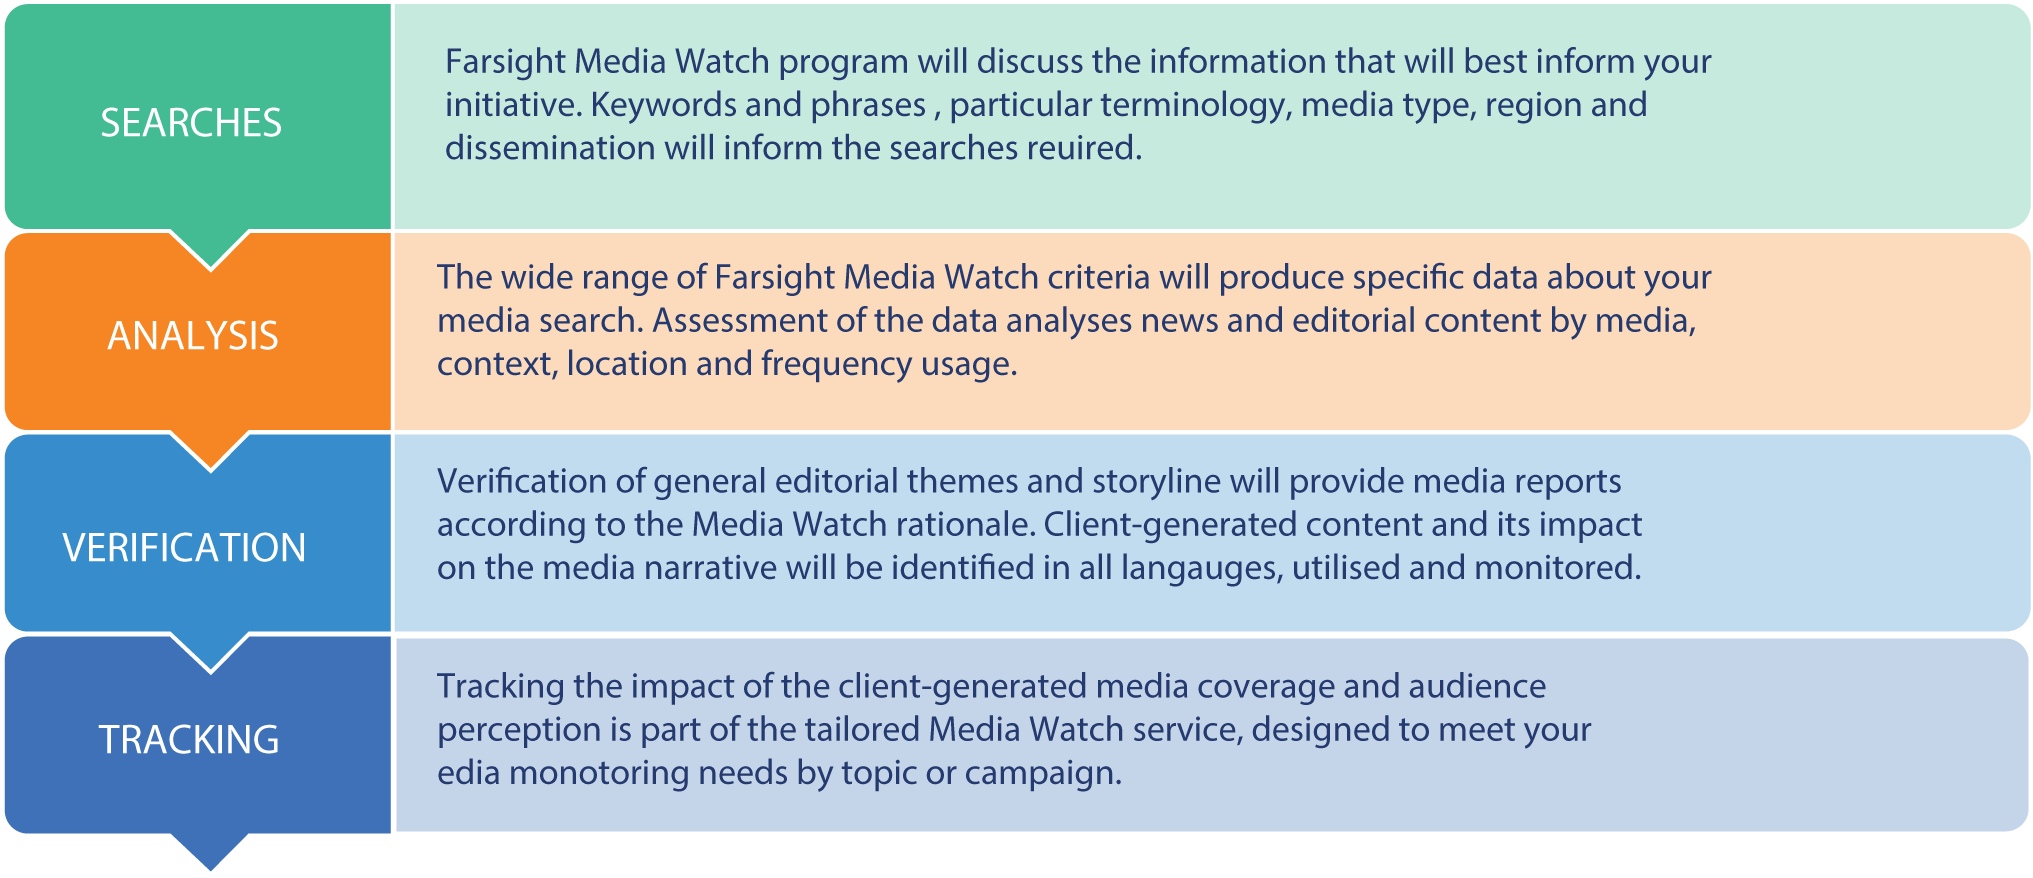 SEARCHES
Farsight Media Watch program will discuss the information that will best inform your
initiative. Keywords and phrases , particular terminology, media type, region and
dissemination will inform the searches reuired.
ANALYSIS
The wide range of Farsight Media Watch criteria will produce specific data about your
media search. Assessment of the data analyses news and editorial content by media,
context, location and frequency usage.
VERIFICATION
Verification of general editorial themes and storyline will provide media reports
according to the Media Watch rationale. Client-generated content and its impact
on the media narrative will be identified in all langauges, utilised and monitored.
TRACKING
Tracking the impact of the client-generated media coverage and audience
perception is part of the tailored Media Watch service, designed to meet your
edia monotoring needs by topic or campaign.